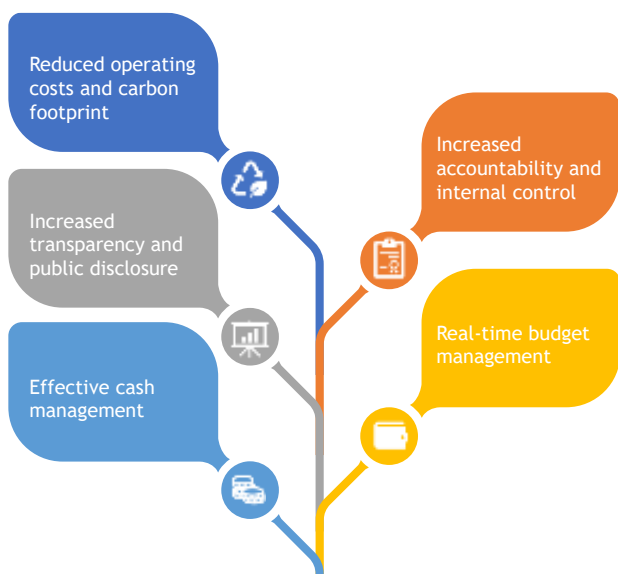 Reduced operating
costs and carbon
footprint
Increased
accountability and
internal control
Increased
transparency and
public disclosure
Real-time budget
management
Effective cash
management